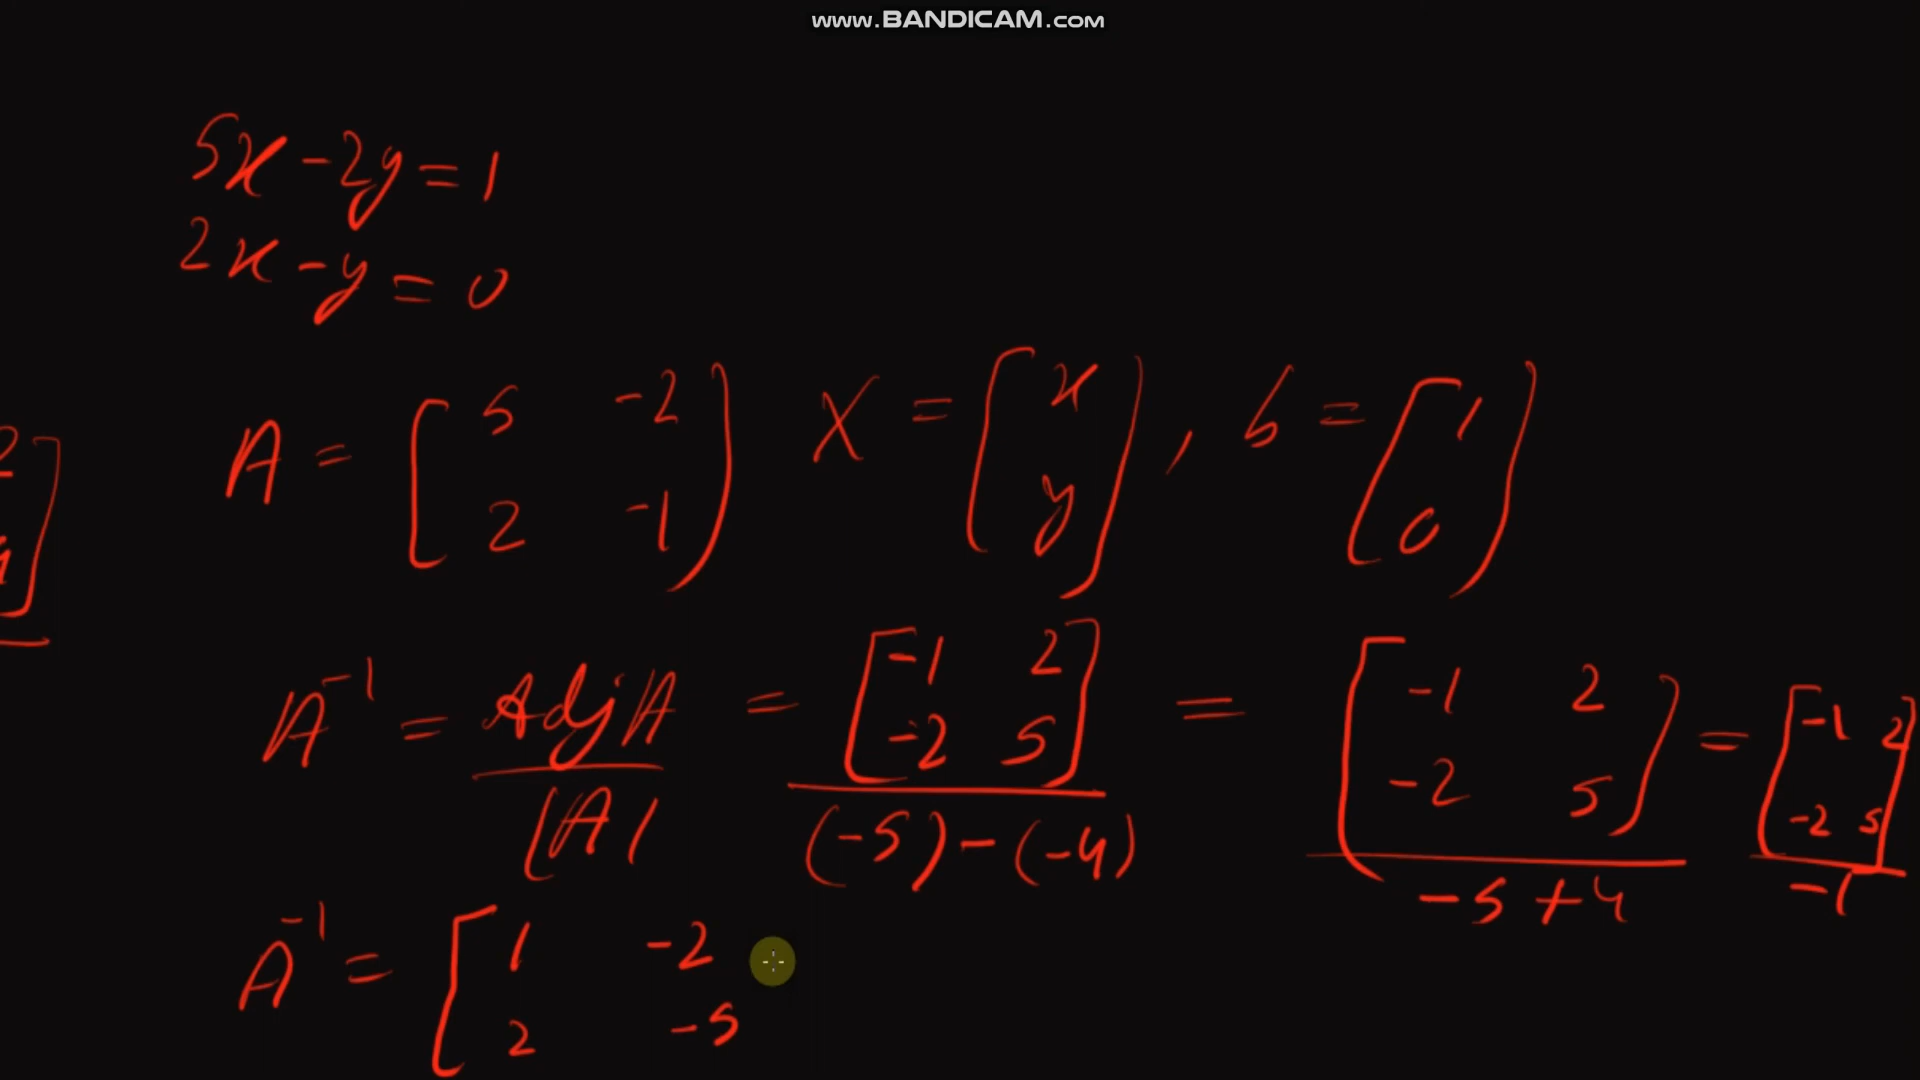 www.BANDICAM.com
5x - 2y = 1
2x - y = 0
A = [5 -2
2 -1] X = [x
y], b = [1
0]
A⁻¹ = Adj A / |A| = [-1 2
-2 5] / (-5) - (-4) = [-1 2
-2 5] / -5 + 4 = [-1 2
-2 5] / -1
A⁻¹ = [1 -2
2 -5